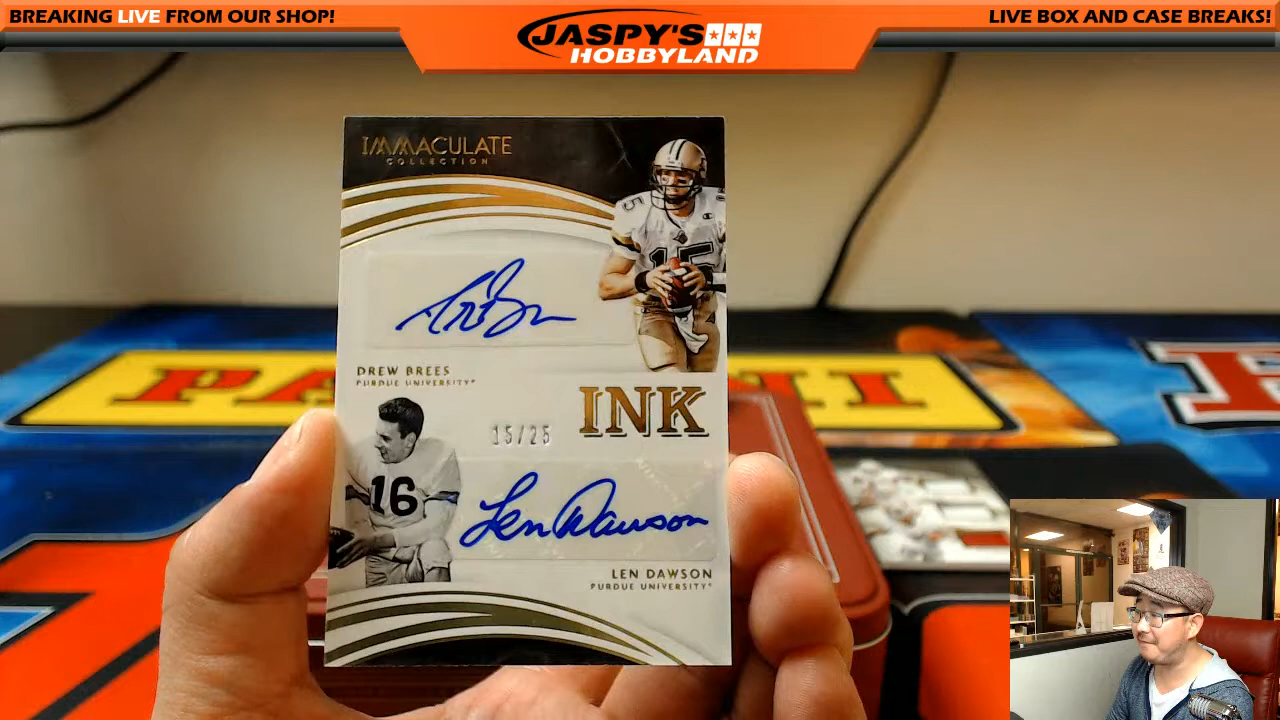 BREAKING LIVE FROM OUR SHOP!
JASPY'S
HOBBYLAND
LIVE BOX AND CASE BREAKS!
IMMACULATE
COLLECTION
15
DREW BREES
PURDUE UNIVERSITY
INK
15/25
16
Len Dawson
LEN DAWSON
PURDUE UNIVERSITY